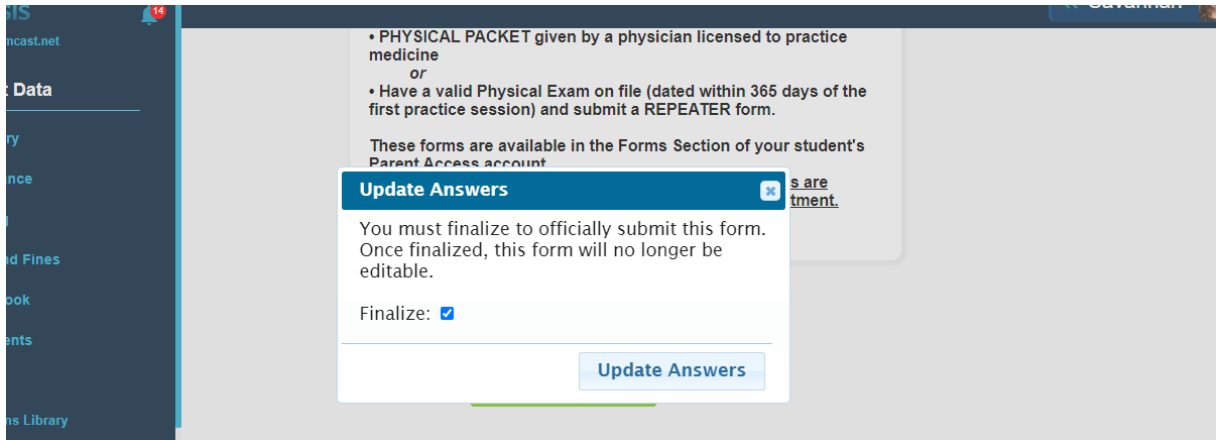 SIS
14
Savannah
mcast.net
Data
ry
nce
nd Fines
ook
ents
ns Library
• PHYSICAL PACKET given by a physician licensed to practice
medicine
or
• Have a valid Physical Exam on file (dated within 365 days of the
first practice session) and submit a REPEATER form.
These forms are available in the Forms Section of your student's
Parent Access account
s are
tment.
Update Answers
You must finalize to officially submit this form.
Once finalized, this form will no longer be
editable.
Finalize:
Update Answers